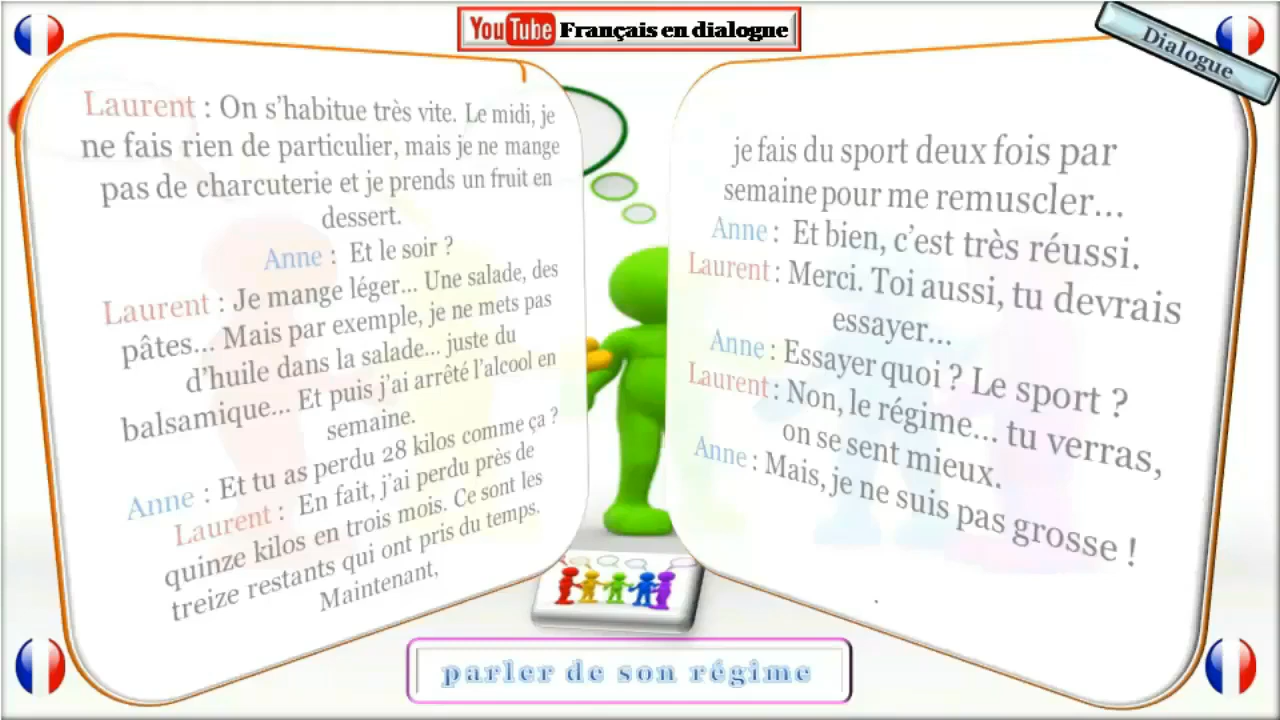 YouTube Français en dialogue
Dialogue
Laurent : On s’habitue très vite. Le midi, je
ne fais rien de particulier, mais je ne mange
pas de charcuterie et je prends un fruit en
dessert.
Anne : Et le soir ?
Laurent : Je mange léger... Une salade, des
pâtes... Mais par exemple, je ne mets pas
d’huile dans la salade... juste du
balsamique... Et puis j’ai arrêté l’alcool en
semaine.
Anne : Et tu as perdu 28 kilos comme ça ?
Laurent : En fait, j’ai perdu près de
quinze kilos en trois mois. Ce sont les
treize restants qui ont pris du temps.
Maintenant,
je fais du sport deux fois par
semaine pour me remuscler...
Anne : Et bien, c’est très réussi.
Laurent : Merci. Toi aussi, tu devrais
essayer...
Anne : Essayer quoi ? Le sport ?
Laurent : Non, le régime... tu verras,
on se sent mieux.
Anne : Mais, je ne suis pas grosse !
.
parler de son régime